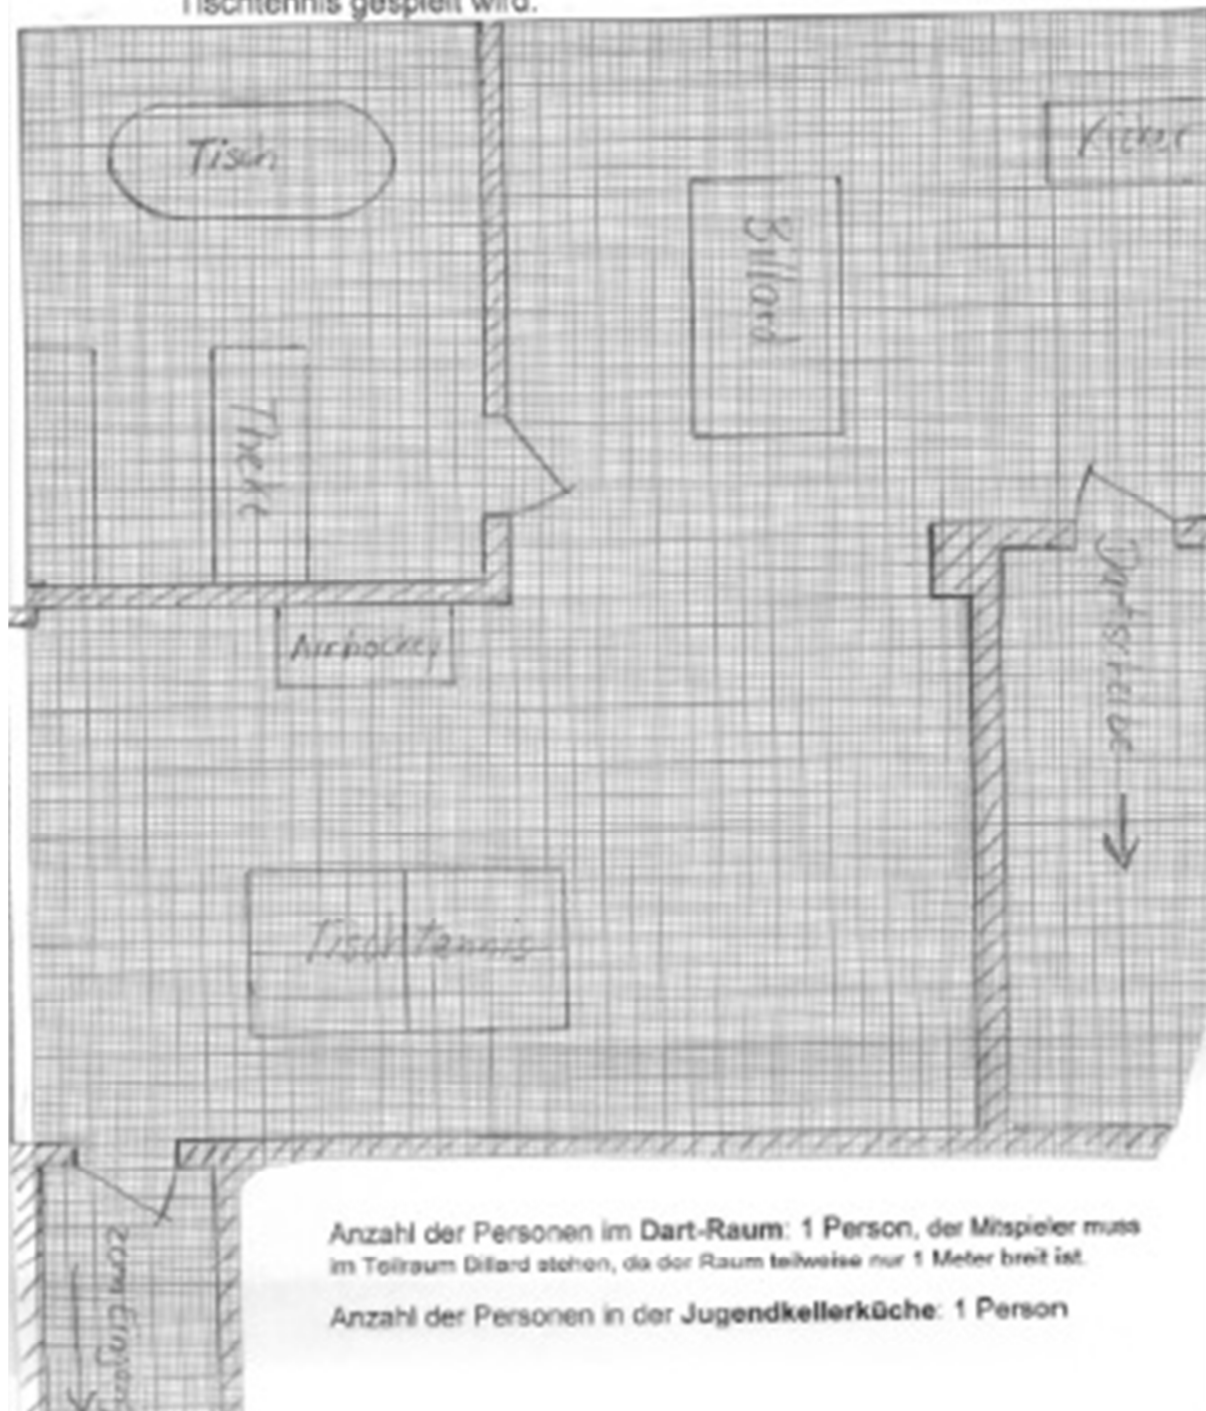 Tischtennis gespielt wird.
Tisch
Kicker
Billard
Theke
Dartscheibe
Airhockey
Tischtennis
zum Eingang
Anzahl der Personen im Dart-Raum: 1 Person, der Mitspieler muss
im Teilraum Billard stehen, da der Raum teilweise nur 1 Meter breit ist.
Anzahl der Personen in der Jugendkellerküche: 1 Person